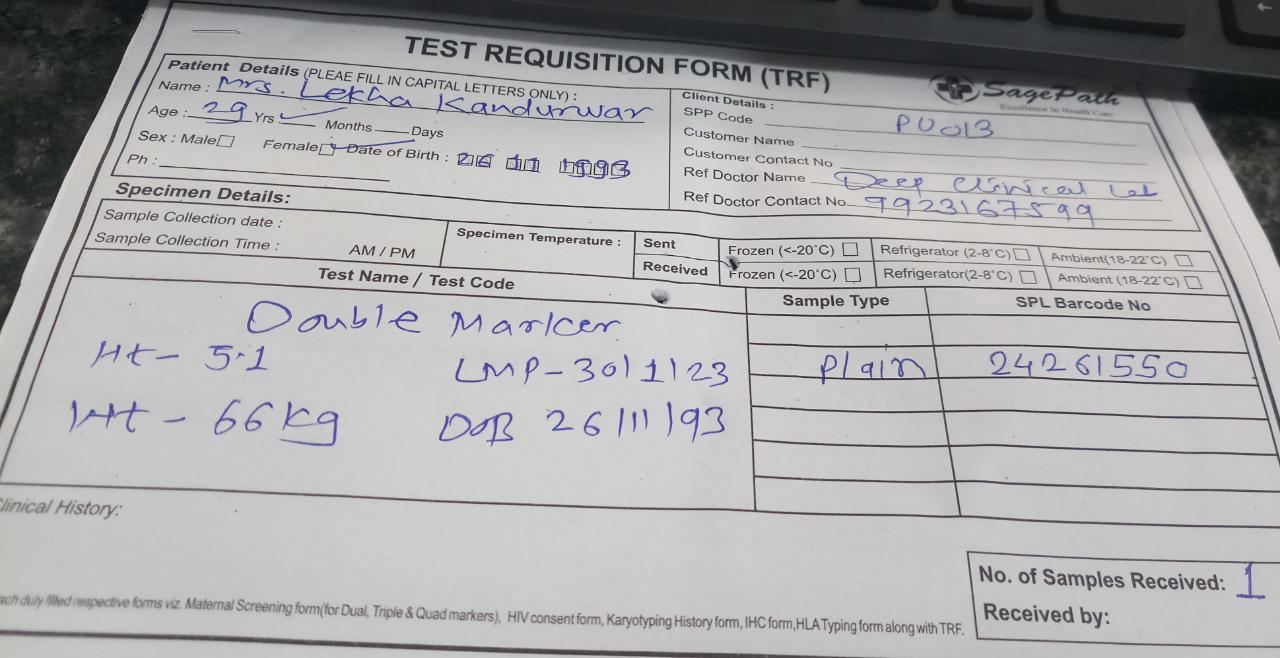 TEST REQUISITION FORM (TRF)
SagePath
Excellence in Health Care
Patient Details (PLEAE FILL IN CAPITAL LETTERS ONLY) :
Name : Mrs. Lekha Kandurwar
Age : 29 Yrs Months Days
Sex : Male Female Date of Birth : 26 11 1993
Ph :
Client Details :
SPP Code PU013
Customer Name
Customer Contact No
Ref Doctor Name Deep Clinical Lab
Ref Doctor Contact No 9923167599
Specimen Details:
Sample Collection date :
Sample Collection Time : AM / PM
Specimen Temperature :
Sent Frozen (<-20°C) Refrigerator (2-8°C) Ambient(18-22°C)
Received Frozen (<-20°C) Refrigerator(2-8°C) Ambient (18-22°C)
Test Name / Test Code Sample Type SPL Barcode No
Double Marker
Ht - 5.1 LMP - 30/1/23 Plain 24261550
Wt - 66 kg DOB 26/11/93
Clinical History:
No. of Samples Received: 1
Received by:
duly filled respective forms viz. Maternal Screening form(for Dual, Triple & Quad markers), HIV consent form, Karyotyping History form, IHC form,HLA Typing form along with TRF.